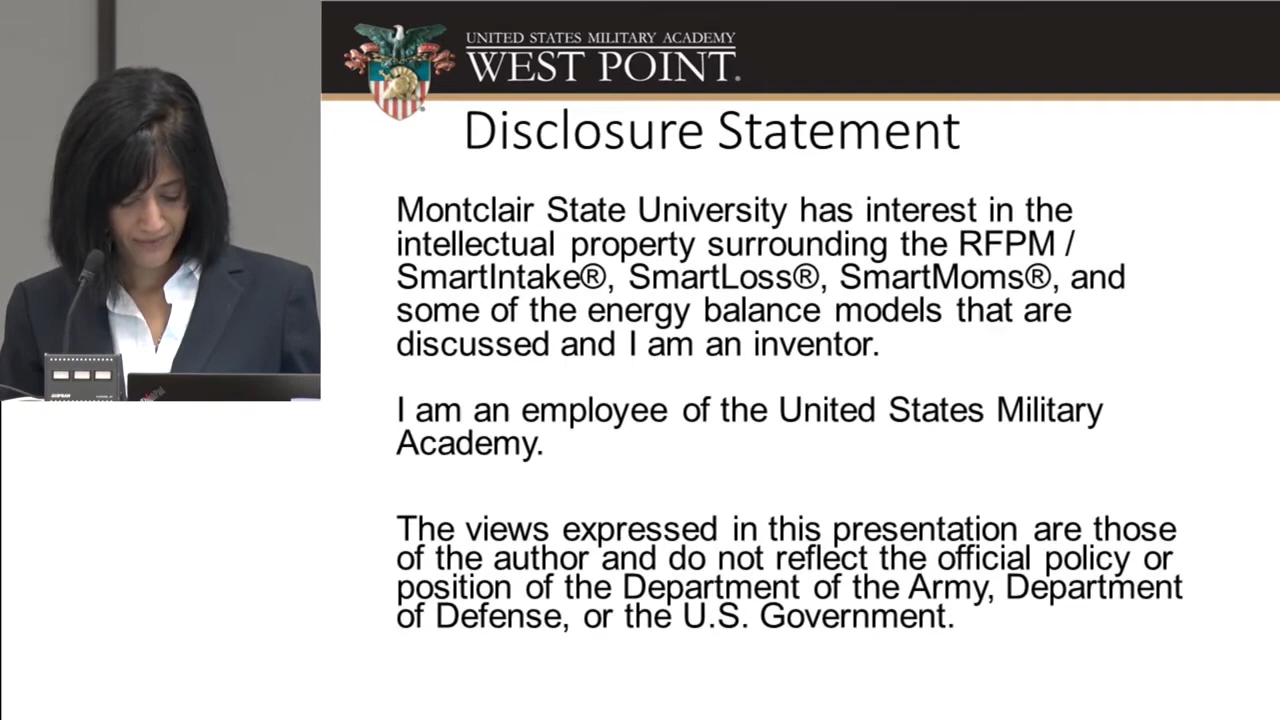 UNITED STATES MILITARY ACADEMY
WEST POINT.
Disclosure Statement
Montclair State University has interest in the
intellectual property surrounding the RFPM /
SmartIntake®, SmartLoss®, SmartMoms®, and
some of the energy balance models that are
discussed and I am an inventor.
I am an employee of the United States Military
Academy.
The views expressed in this presentation are those
of the author and do not reflect the official policy or
position of the Department of the Army, Department
of Defense, or the U.S. Government.